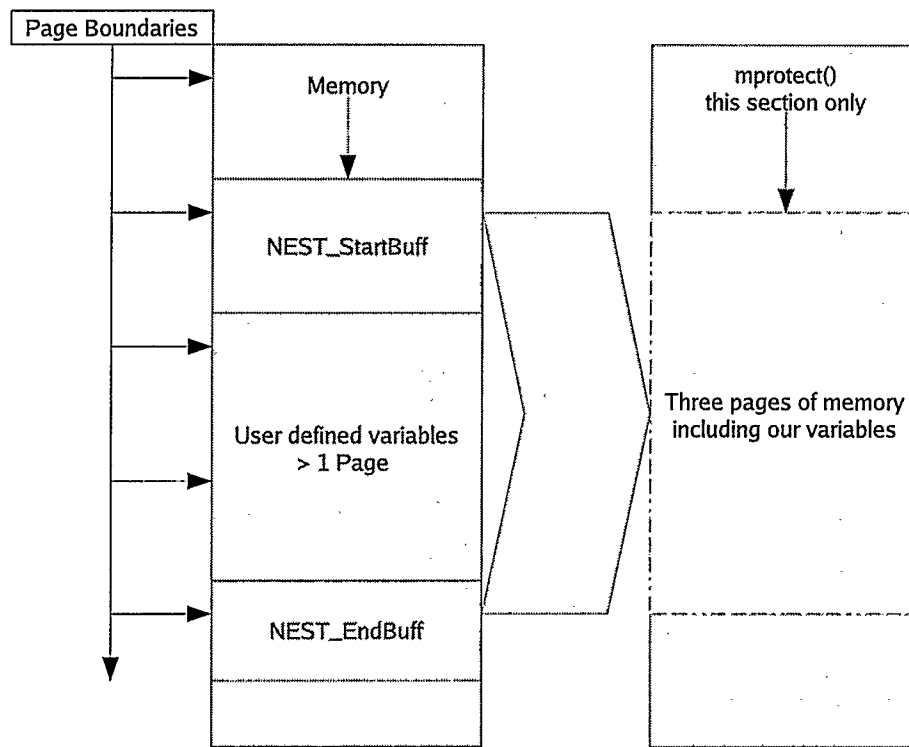 Page Boundaries
Memory
NEST_StartBuff
User defined variables
> 1 Page
NEST_EndBuff
mprotect()
this section only
Three pages of memory
including our variables